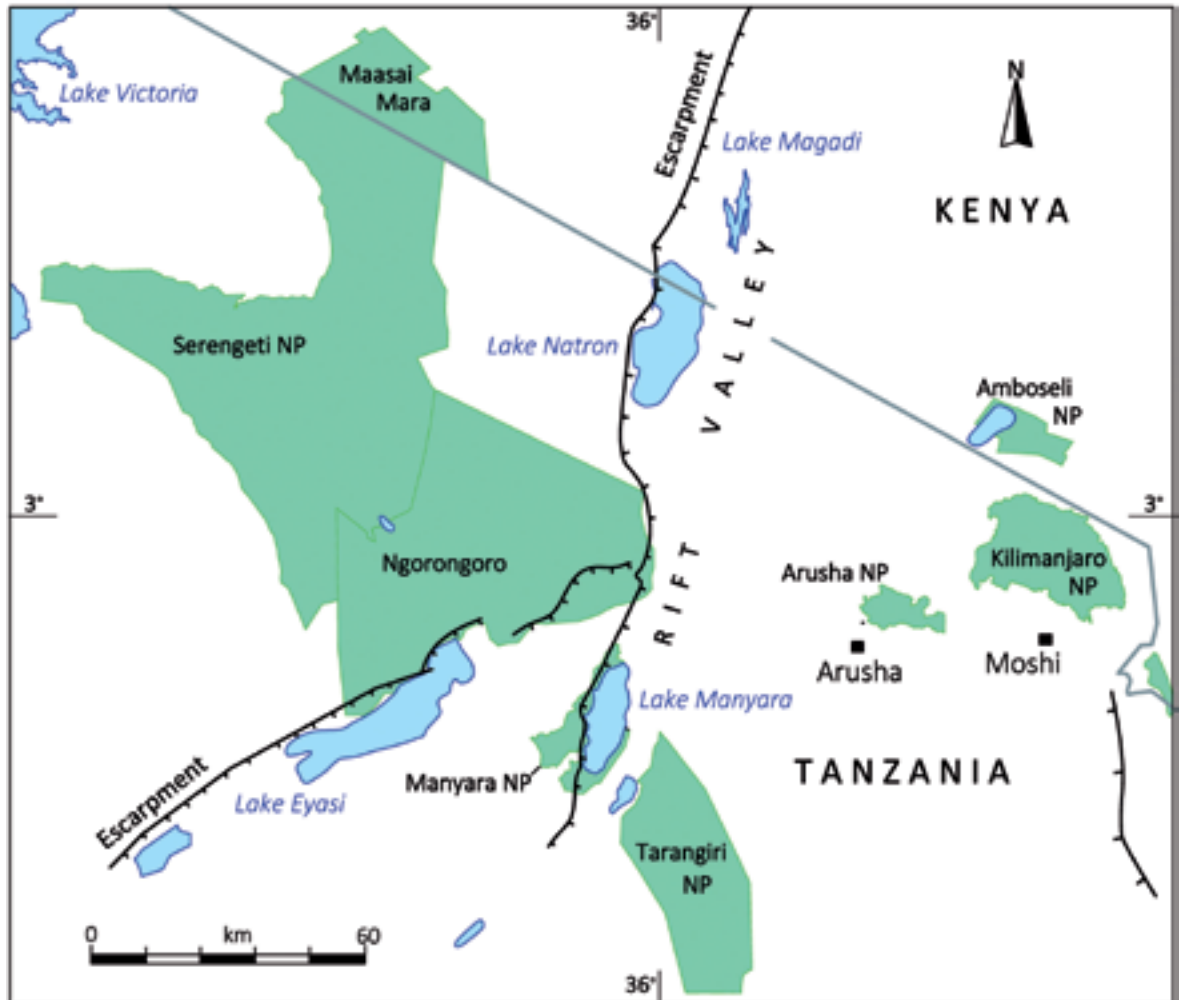 36°
Maasai
Mara
Lake Victoria
Escarpment
Lake Magadi
N
KENYA
Serengeti NP
Lake Natron
RIFT VALLEY
Amboseli
NP
3°
3°
Ngorongoro
Arusha NP
Kilimanjaro
NP
Arusha
Moshi
Lake Manyara
Manyara NP
TANZANIA
Escarpment
Lake Eyasi
Tarangiri
NP
0 km 60
36°